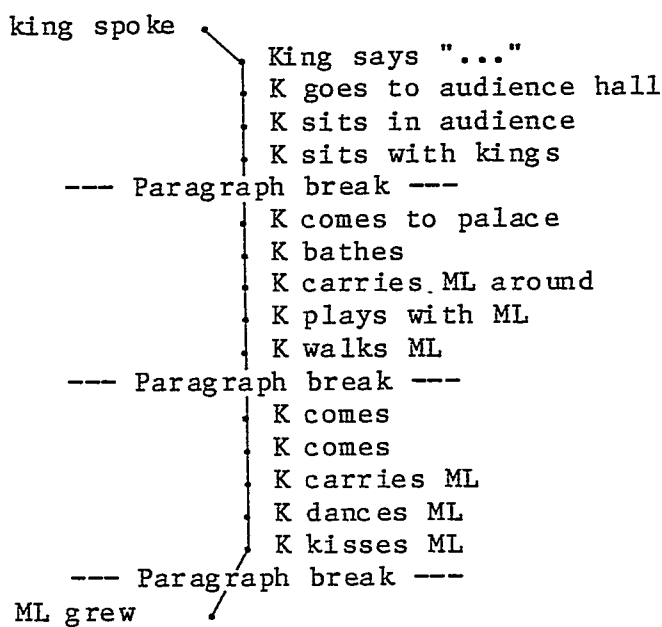 king spoke
King says "..."
K goes to audience hall
K sits in audience
K sits with kings
--- Paragraph break ---
K comes to palace
K bathes
K carries ML around
K plays with ML
K walks ML
--- Paragraph break ---
K comes
K comes
K carries ML
K dances ML
K kisses ML
--- Paragraph break ---
ML grew